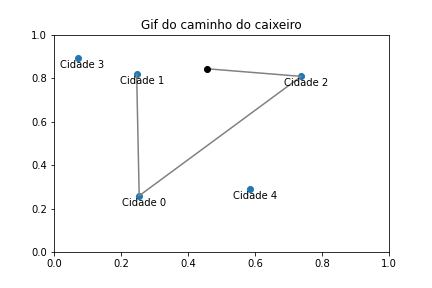 Gif do caminho do caixeiro
1.0
Cidade 3
Cidade 1
Cidade 2
0.8
0.6
0.4
Cidade 4
Cidade 0
0.2
0.0
0.0 0.2 0.4 0.6 0.8 1.0